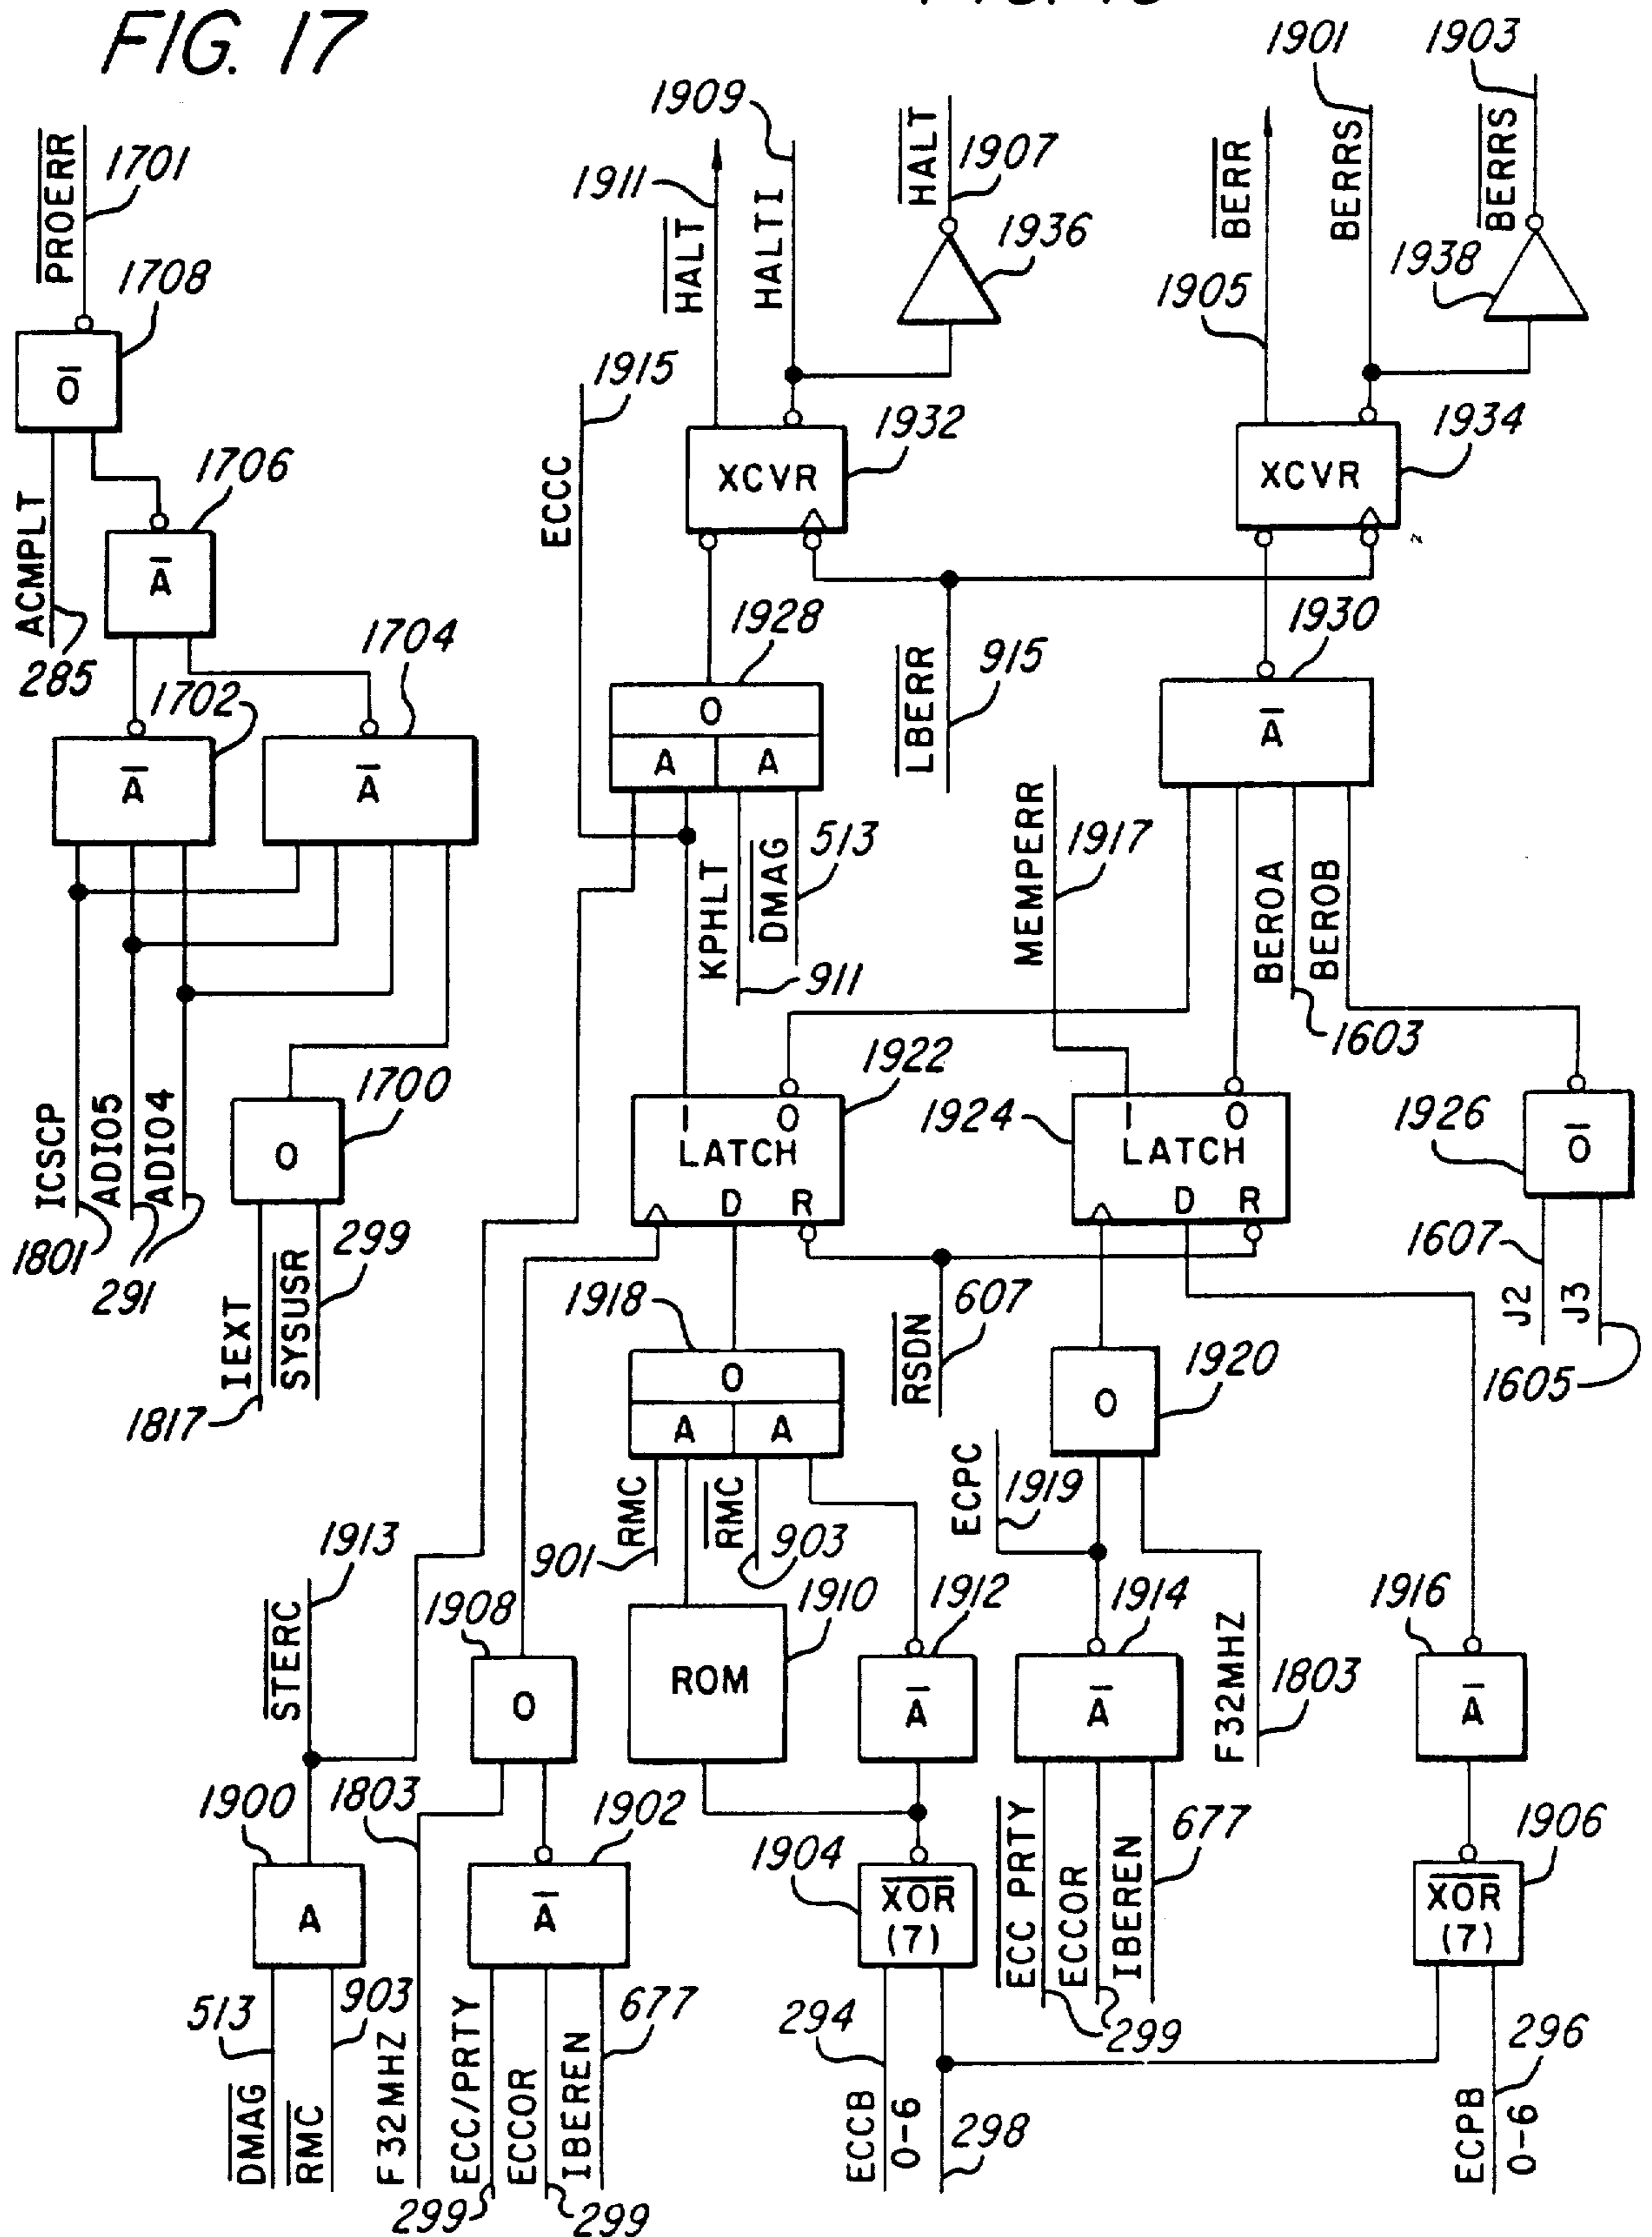 FIG. 17
1901
1903
1909
PROERR
1701
HALT
1907
BERR
BERRS
BERRS
1911
HALT
HALTI
1936
1708
1905
1938
O
1915
1706
XCVR
1932
XCVR
1934
ACMPLT
ECCC
A
285
1704
1928
LBERR
915
1930
1702
O
A
A
A
A
A
MEMPERR
1917
KPHLT
DMAG
513
BEROA
BEROB
911
1603
1700
1922
1926
1924
I
O
LATCH
D
R
I
O
LATCH
D
R
O
ICSCP
ADIO5
ADIO4
O
1801
291
299
1607
IEXT
SYSUSR
1918
607
J2
J3
1817
RSDN
1920
1605
O
A
A
O
ECPC
1919
RMC
RMC
901
903
1913
1908
1910
1912
1914
1916
STERC
O
ROM
A
A
F32MHZ
1803
A
1900
1803
1902
1904
677
1906
A
A
XOR
(7)
ECC PRTY
ECCOR
IBEREN
XOR
(7)
513
903
677
294
299
296
DMAG
RMC
F32MHZ
ECC/PRTY
ECCOR
IBEREN
ECCB
0-6
298
ECPB
0-6
299
299